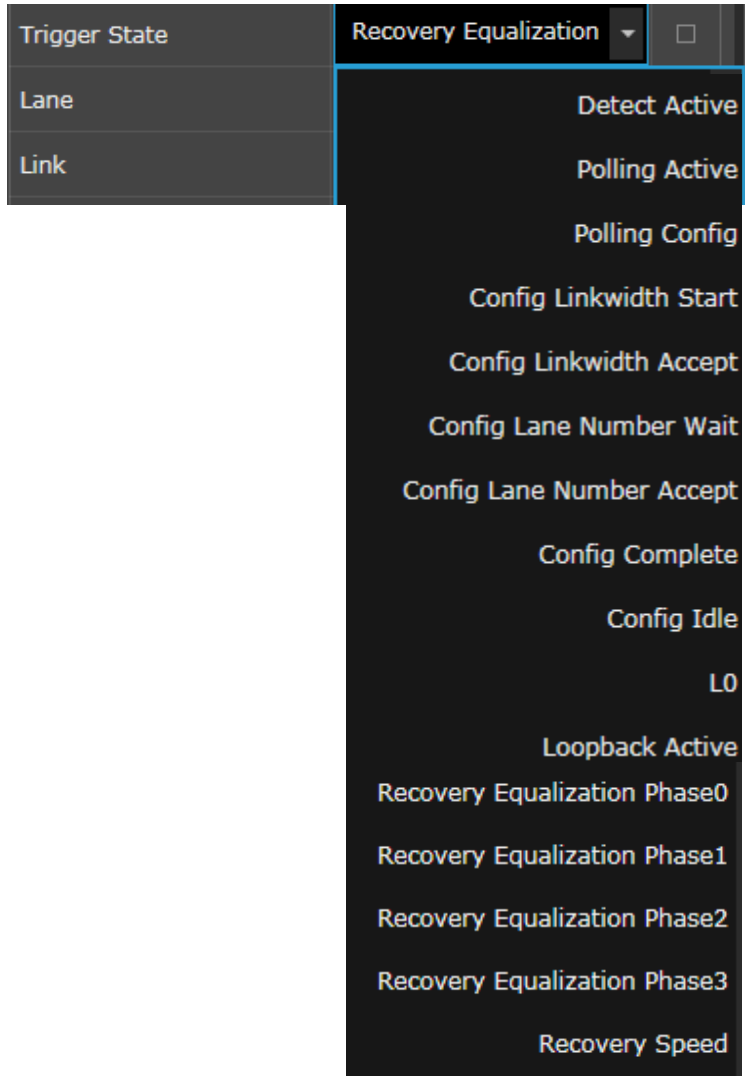 Trigger State
Recovery Equalization
Lane
Link
Detect Active
Polling Active
Polling Config
Config Linkwidth Start
Config Linkwidth Accept
Config Lane Number Wait
Config Lane Number Accept
Config Complete
Config Idle
L0
Loopback Active
Recovery Equalization Phase0
Recovery Equalization Phase1
Recovery Equalization Phase2
Recovery Equalization Phase3
Recovery Speed